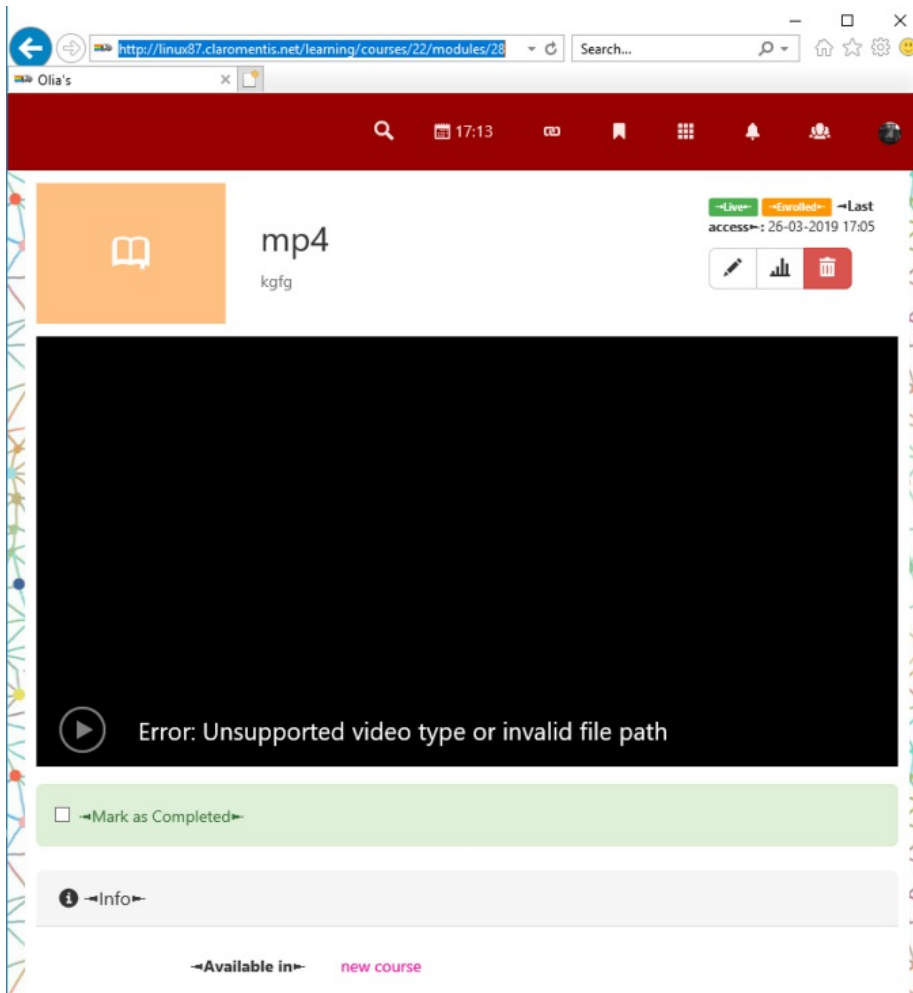 http://linux87.claromentis.net/learning/courses/22/modules/28
Search...
Olia's
17:13
mp4
kgfg
⊸Live⊷ ⊸Enrolled⊷ ⊸Last
access⊷: 26-03-2019 17:05
Error: Unsupported video type or invalid file path
⊸Mark as Completed⊷
⊸Info⊷
⊸Available in⊷ new course